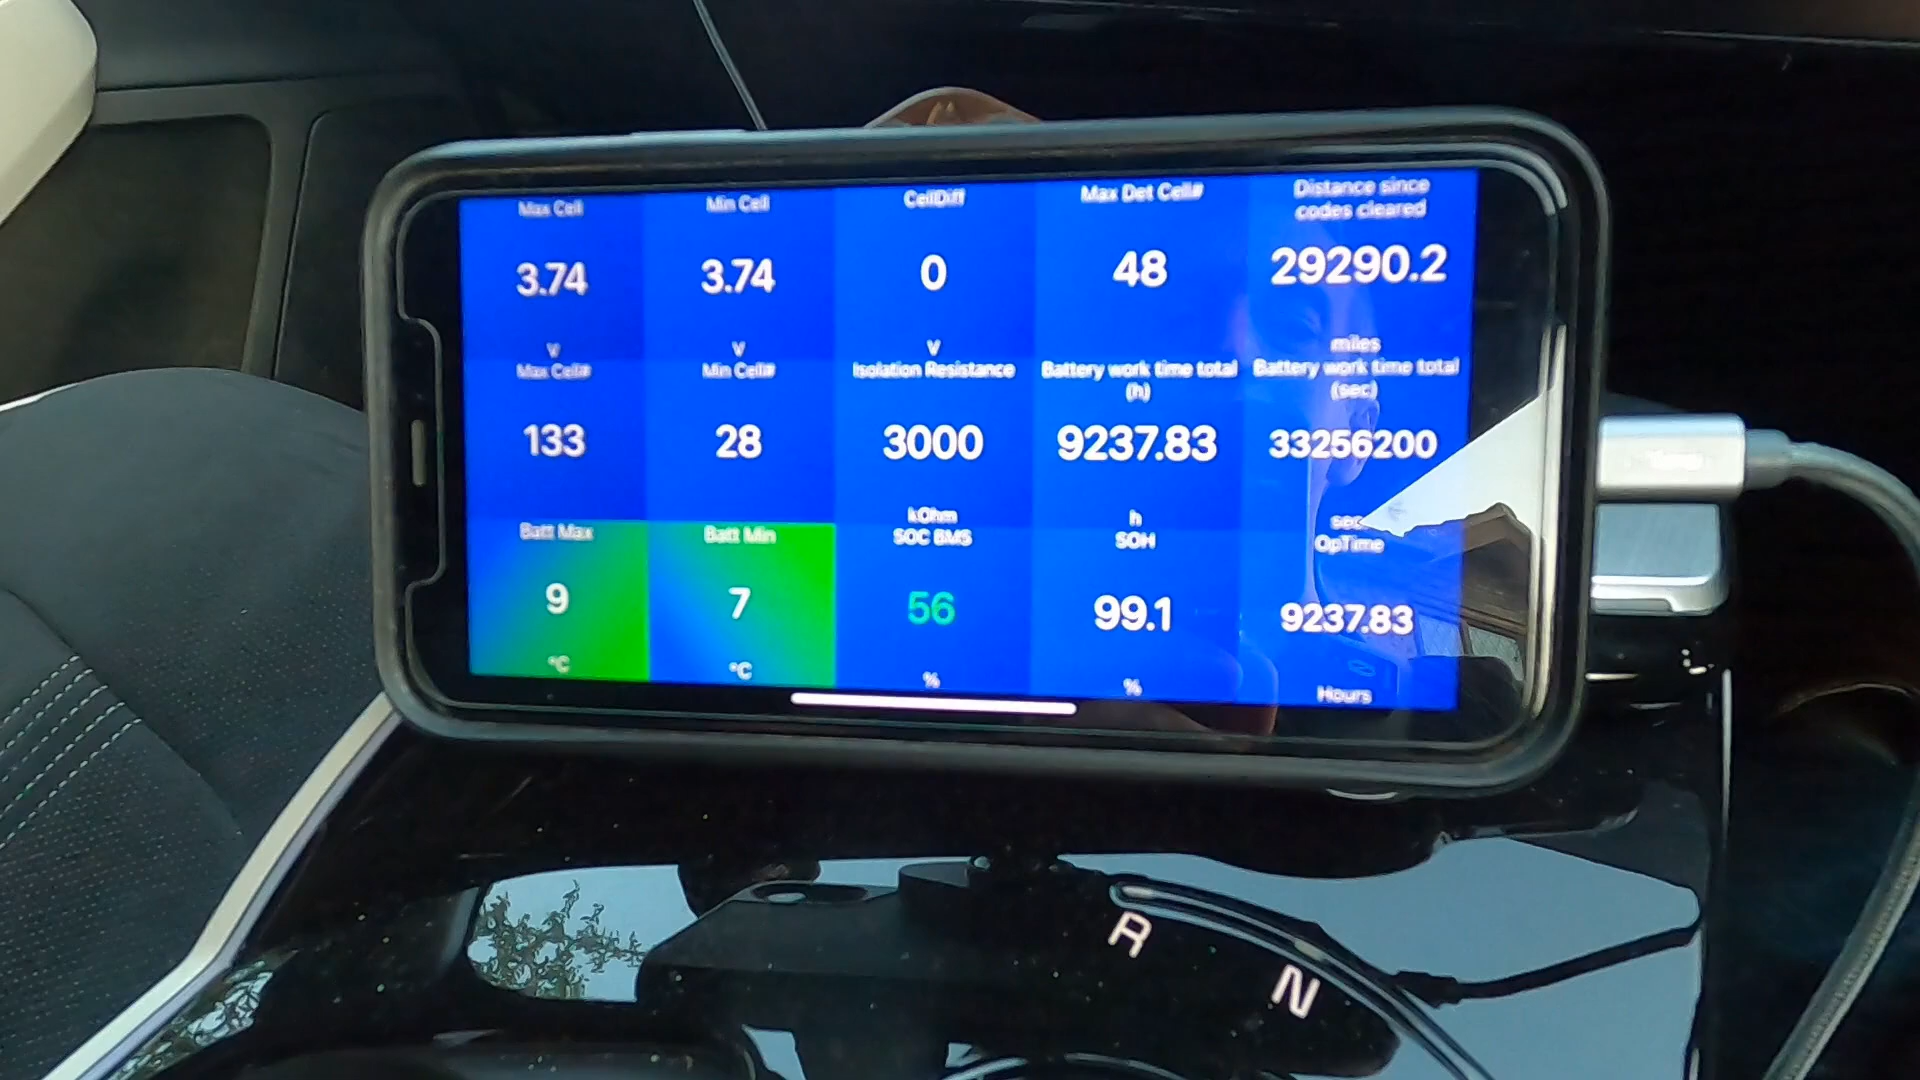 Max Cell
3.74
V
Min Cell
3.74
V
CellDiff
0
V
Max Det Cell#
48
Distance since
codes cleared
29290.2
miles
Max Cell#
133
Min Cell#
28
Isolation Resistance
3000
kOhm
Battery work time total
(h)
9237.83
h
Battery work time total
(sec)
33256200
sec.
Batt Max
9
°C
Batt Min
7
°C
SOC BMS
56
%
SOH
99.1
%
OpTime
9237.83
Hours
R
N